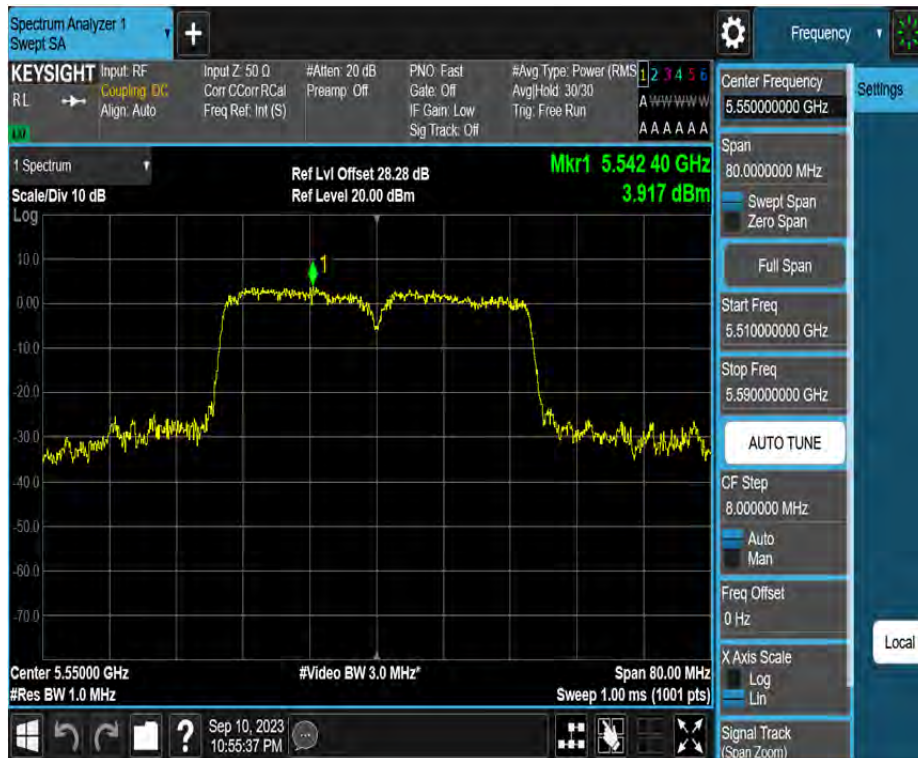 Spectrum Analyzer 1
Swept SA
+
Frequency
KEYSIGHT Input: RF
RL Coupling: DC
Align: Auto
Input Z: 50 Ω
Corr CCorr RCal
Freq Ref: Int (S)
#Atten: 20 dB
Preamp: Off
PNO: Fast
Gate: Off
IF Gain: Low
Sig Track: Off
#Avg Type: Power (RMS
Avg|Hold: 30/30
Trig: Free Run
1 2 3 4 5 6
A W W W W W
A A A A A A
1 Spectrum
Scale/Div 10 dB
Log
Ref Lvl Offset 28.28 dB
Ref Level 20.00 dBm
Mkr1 5.542 40 GHz
3.917 dBm
1
10.0
0.00
-10.0
-20.0
-30.0
-40.0
-50.0
-60.0
-70.0
Center 5.55000 GHz
#Res BW 1.0 MHz
#Video BW 3.0 MHz*
Span 80.00 MHz
Sweep 1.00 ms (1001 pts)
Sep 10, 2023
10:55:37 PM
?
Center Frequency
5.550000000 GHz
Span
80.0000000 MHz
Swept Span
Zero Span
Full Span
Start Freq
5.510000000 GHz
Stop Freq
5.590000000 GHz
AUTO TUNE
CF Step
8.000000 MHz
Auto
Man
Freq Offset
0 Hz
X Axis Scale
Log
Lin
Signal Track
(Span Zoom)
Settings
Local